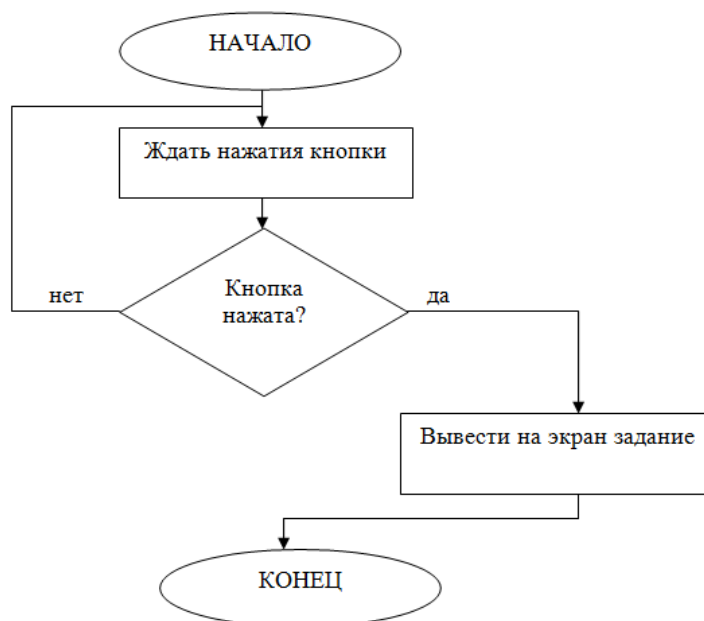 НАЧАЛО
Ждать нажатия кнопки
Кнопка
нажата?
нет
да
Вывести на экран задание
КОНЕЦ